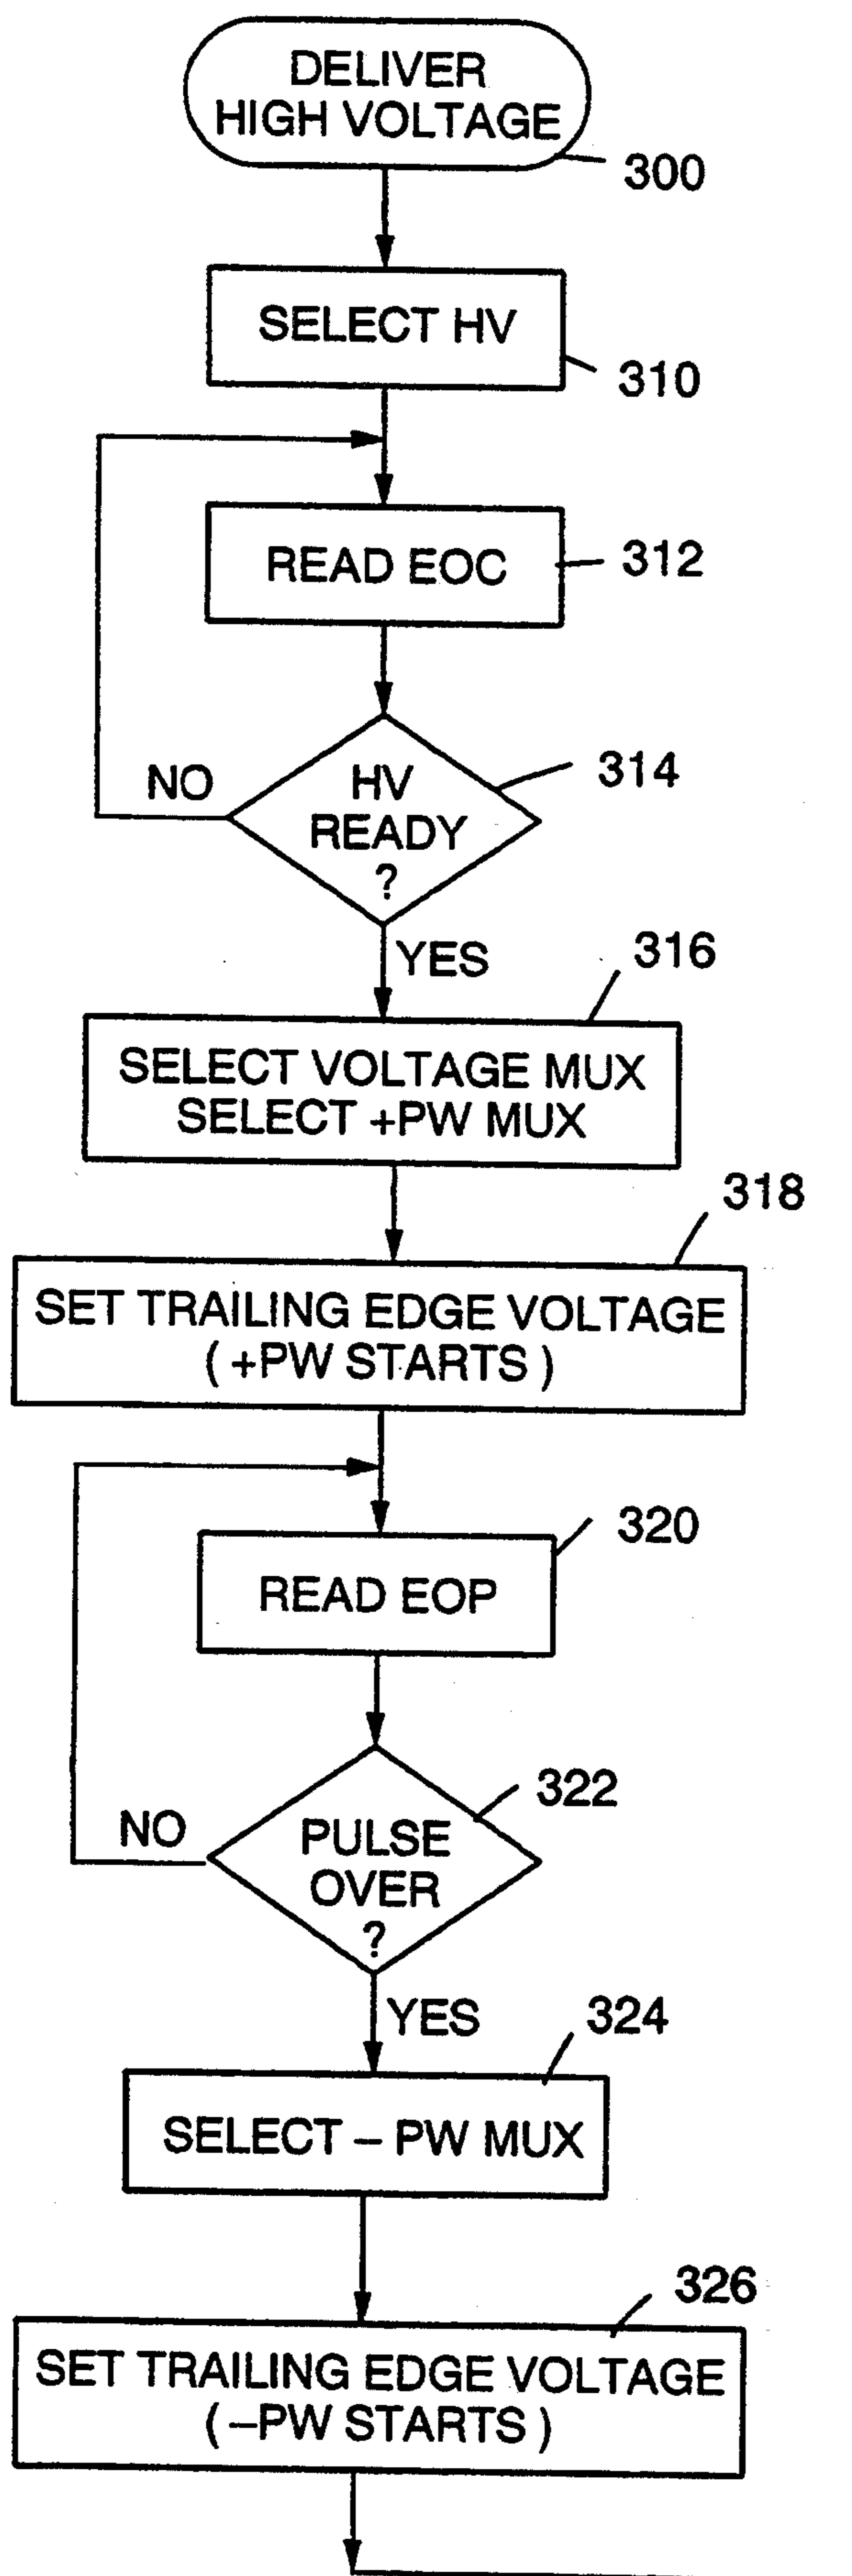 DELIVER
HIGH VOLTAGE
300
SELECT HV
310
READ EOC
312
HV
READY
?
314
NO
YES
316
SELECT VOLTAGE MUX
SELECT +PW MUX
318
SET TRAILING EDGE VOLTAGE
( +PW STARTS )
320
READ EOP
322
PULSE
OVER
?
NO
YES
324
SELECT – PW MUX
326
SET TRAILING EDGE VOLTAGE
( –PW STARTS )